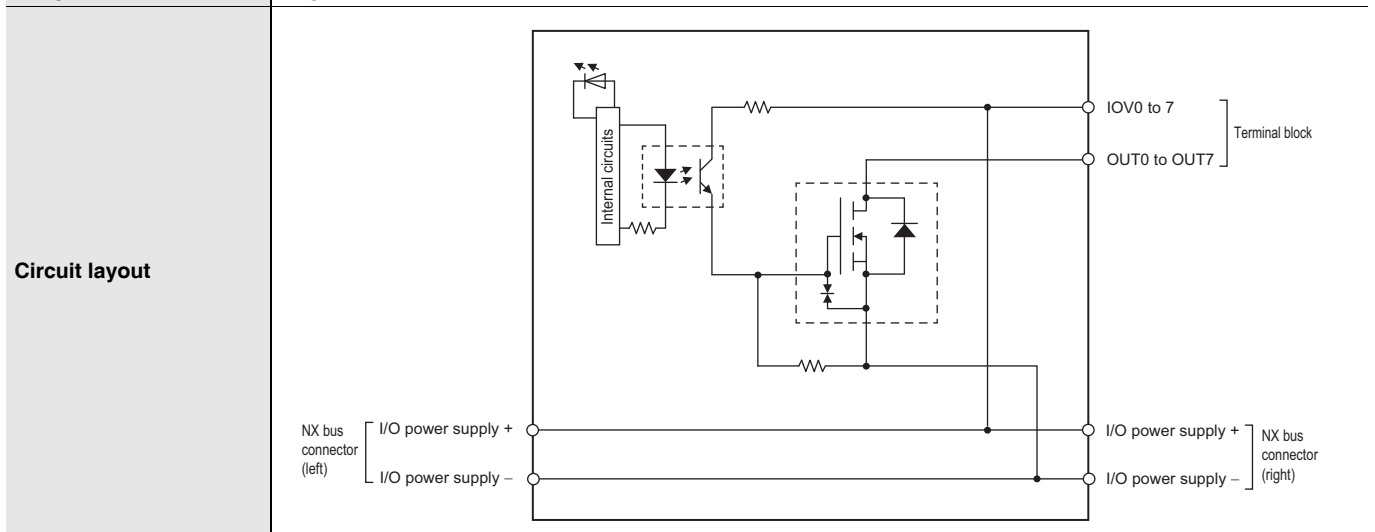 Circuit layout
Internal circuits
IOV0 to 7
Terminal block
OUT0 to OUT7
NX bus
connector
(left)
I/O power supply +
I/O power supply −
I/O power supply +
I/O power supply −
NX bus
connector
(right)